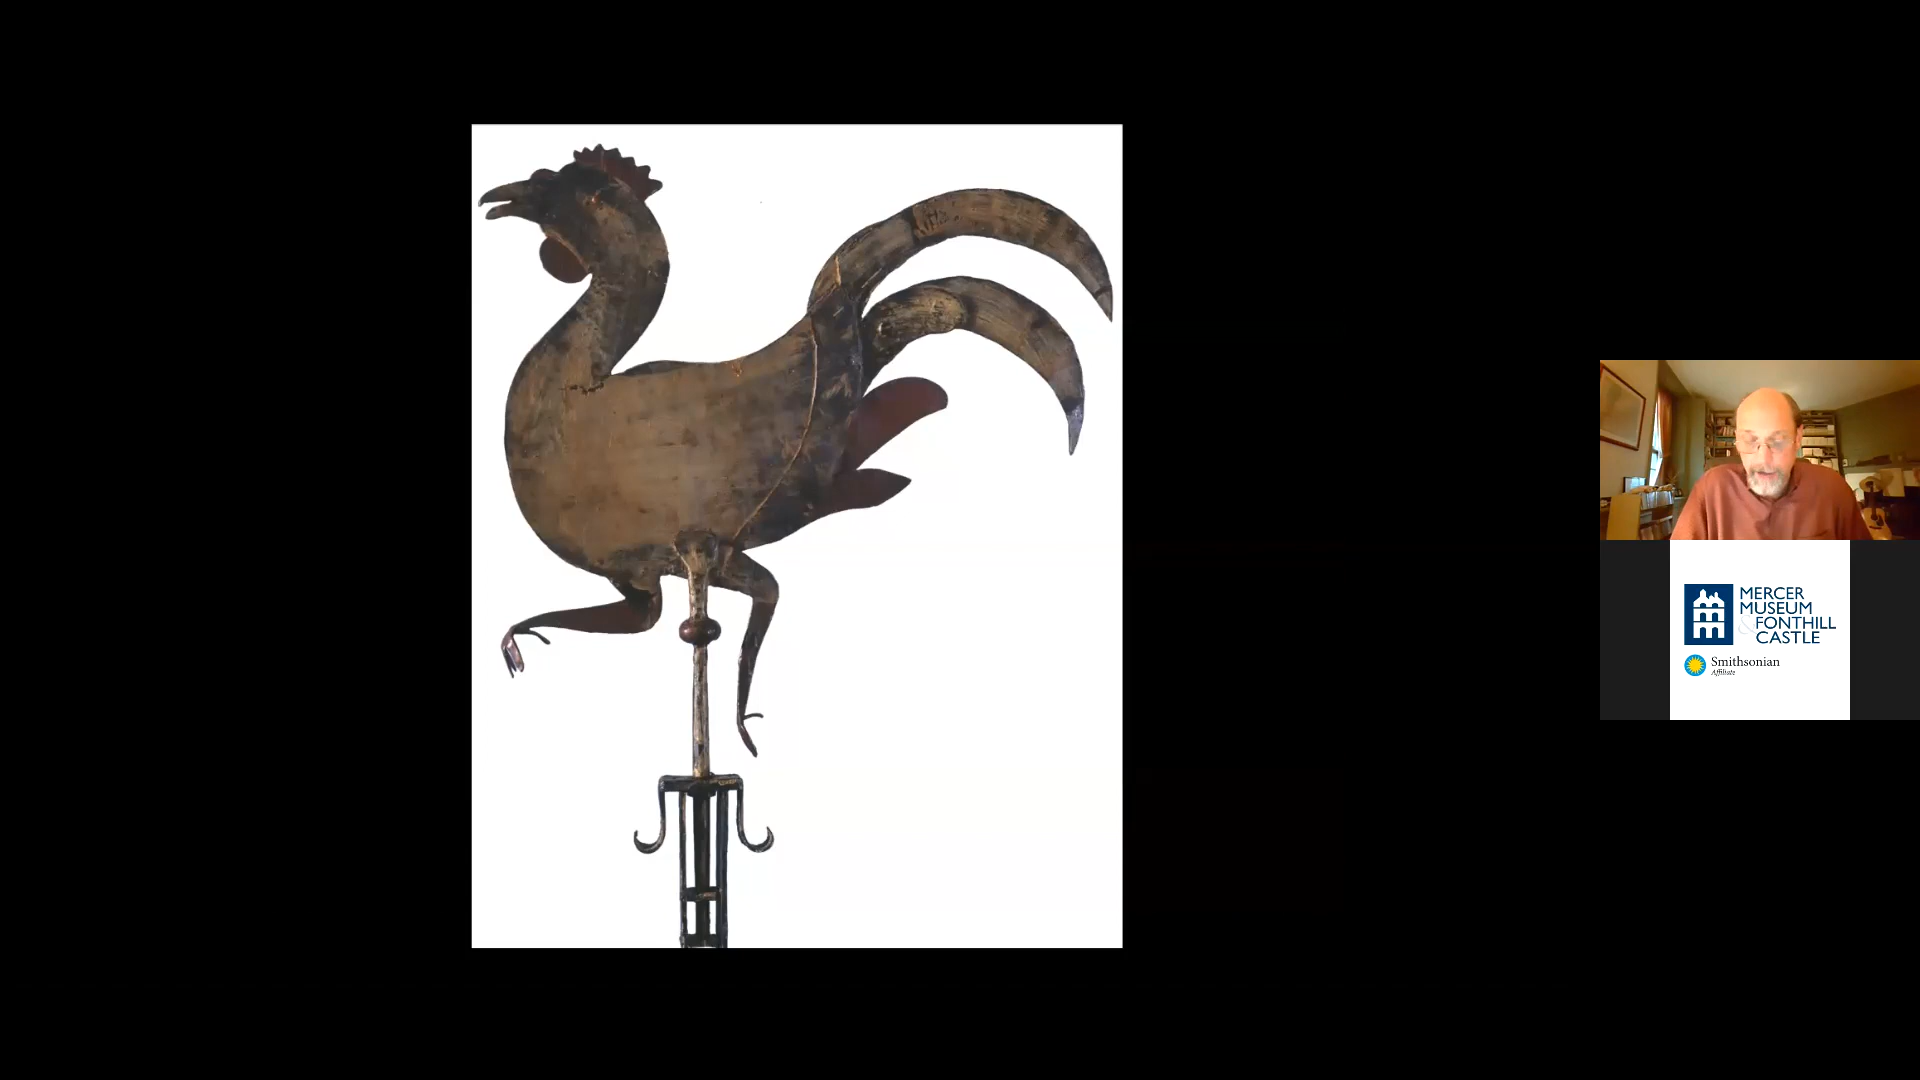 MERCER
MUSEUM
& FONTHILL
CASTLE
Smithsonian
Affiliate